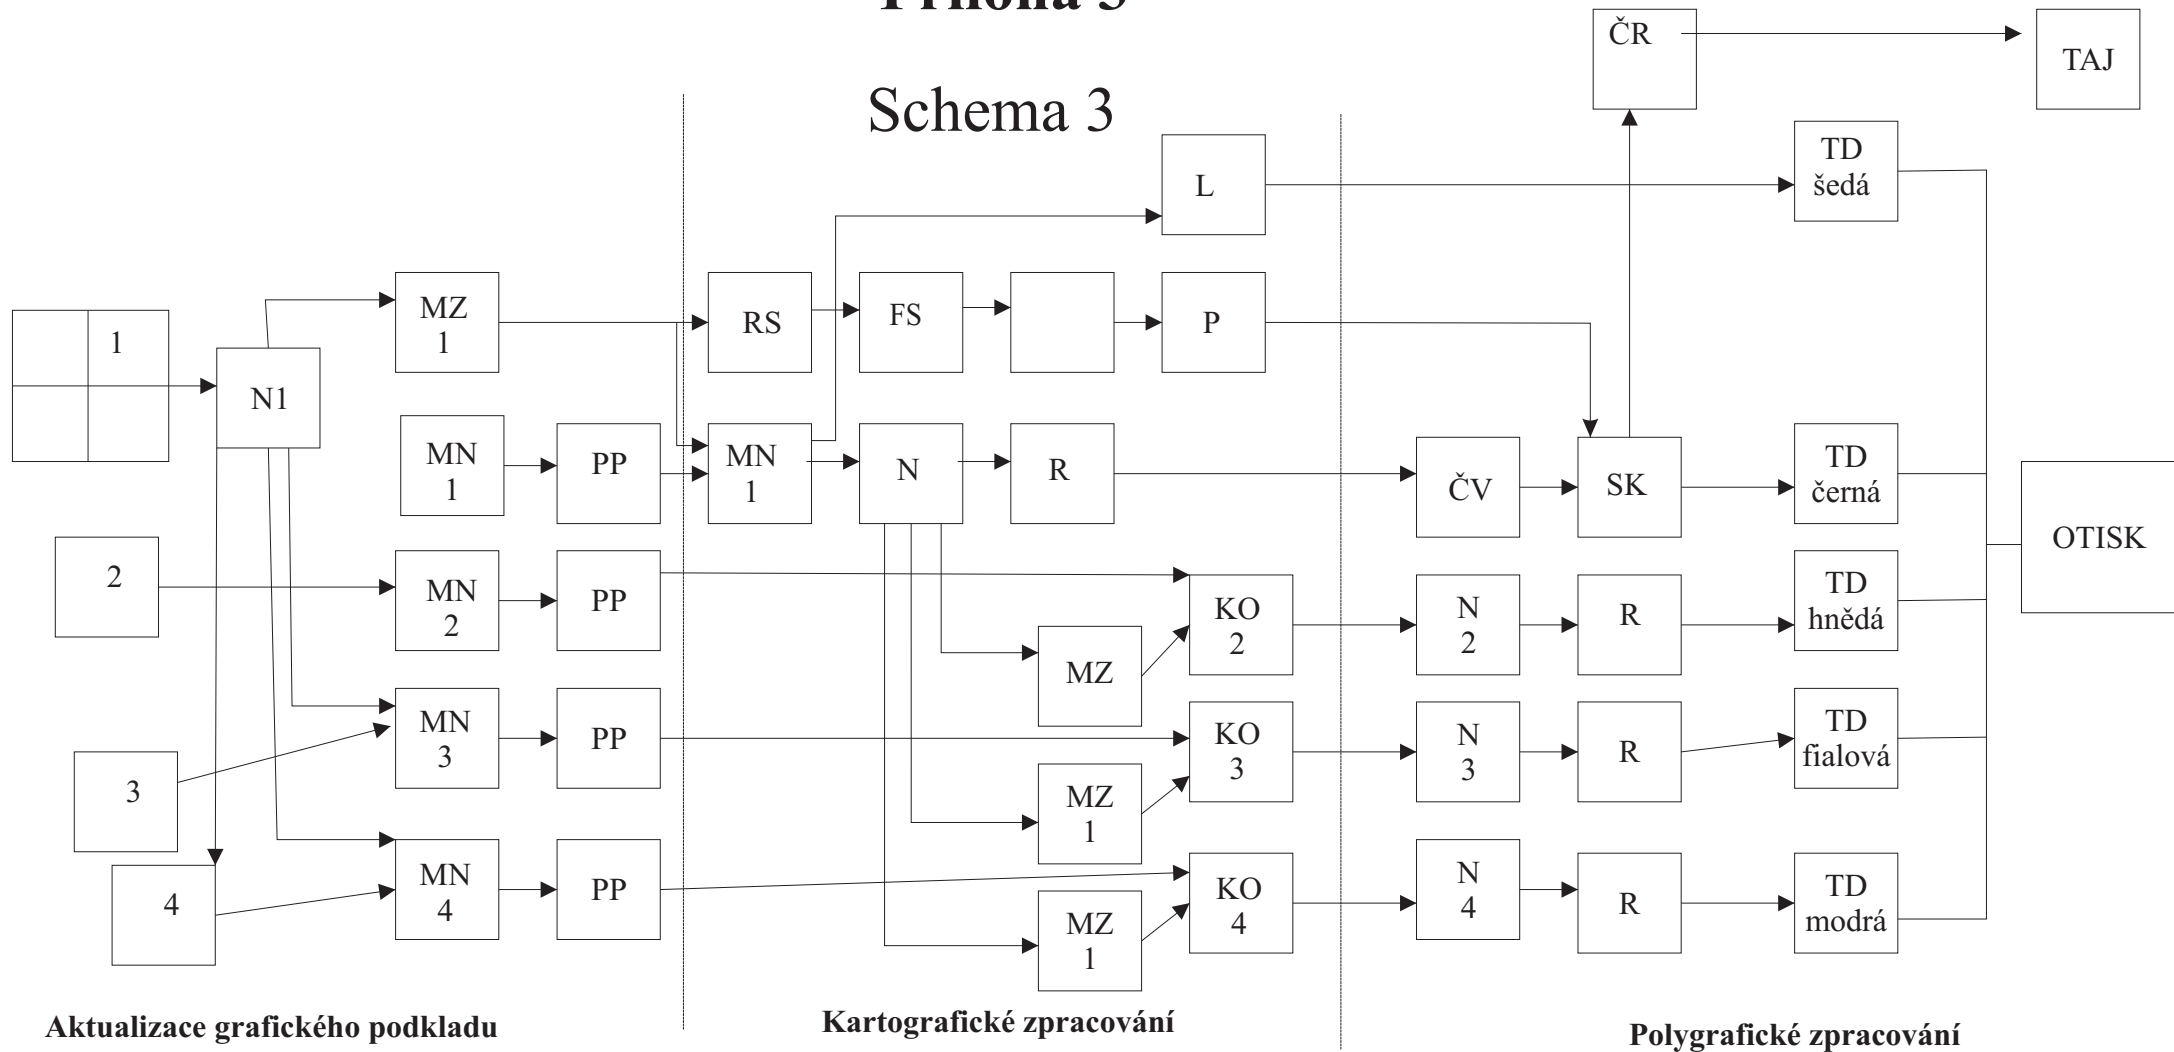 Schema 3
ČR
TAJ
TD
šedá
L
MZ
1
RS
FS
P
1
N1
MN
1
PP
MN
1
N
R
ČV
SK
TD
černá
OTISK
2
MN
2
PP
KO
2
MZ
N
2
R
TD
hnědá
3
MN
3
PP
KO
3
MZ
1
N
3
R
TD
fialová
4
MN
4
PP
KO
4
MZ
1
N
4
R
TD
modrá
Aktualizace grafického podkladu
Kartografické zpracování
Polygrafické zpracování